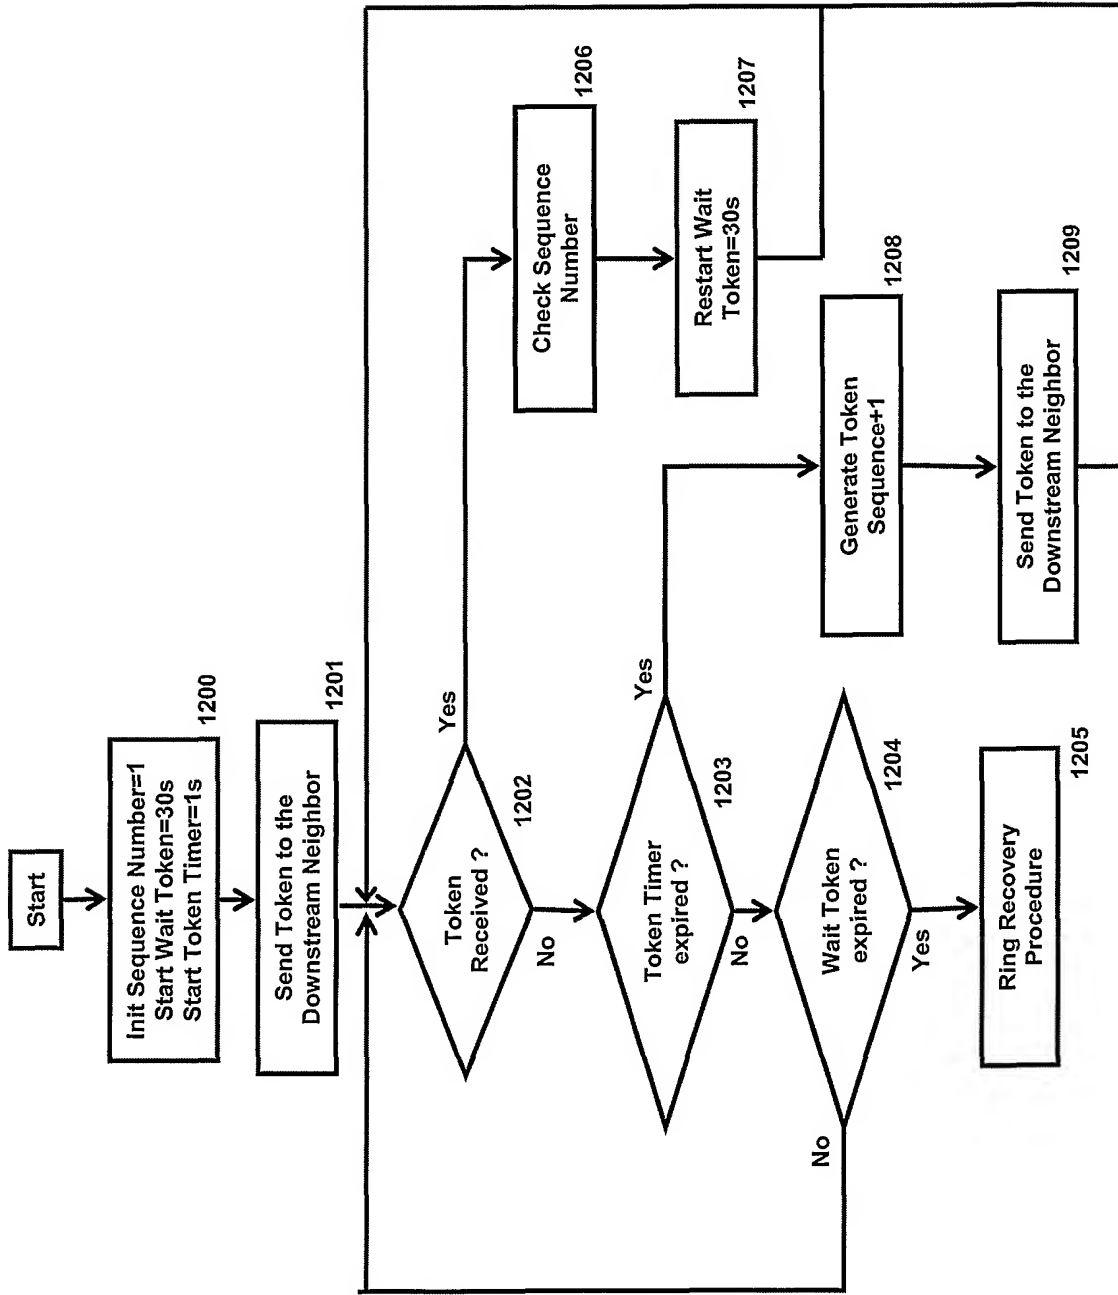 Start
Init Sequence Number=1
Start Wait Token=30s
Start Token Timer=1s
1200
Send Token to the
Downstream Neighbor
1201
Token
Received ?
1202
Yes
No
Token Timer
expired ?
1203
Yes
No
Wait Token
expired ?
1204
No
Yes
Ring Recovery
Procedure
1205
Check Sequence
Number
1206
Restart Wait
Token=30s
1207
Generate Token
Sequence+1
1208
Send Token to the
Downstream Neighbor
1209